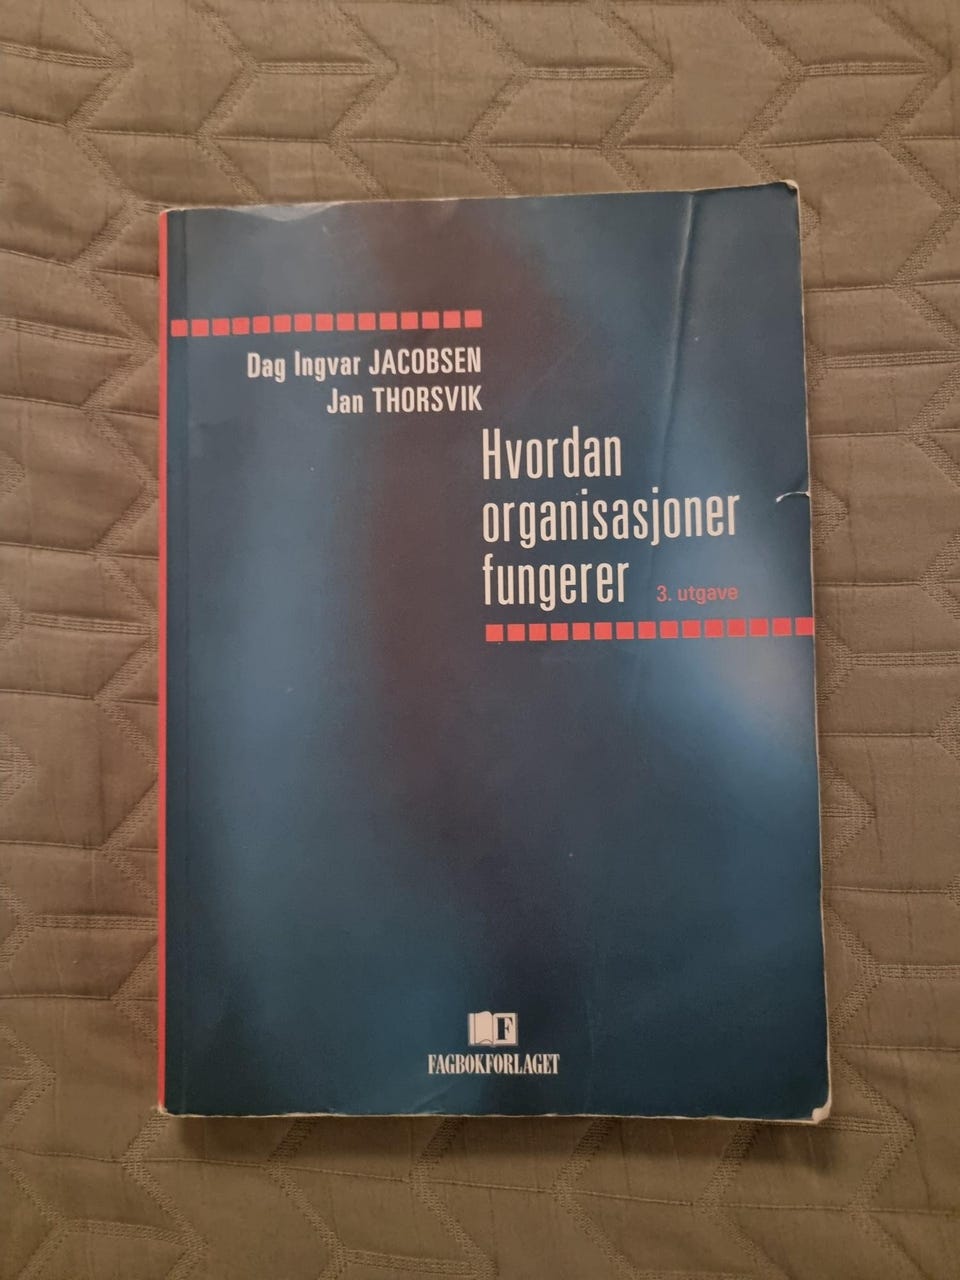 Dag Ingvar JACOBSEN
Jan THORSVIK
Hvordan
organisasjoner
fungerer 3. utgave
F
FAGBOKFORLAGET